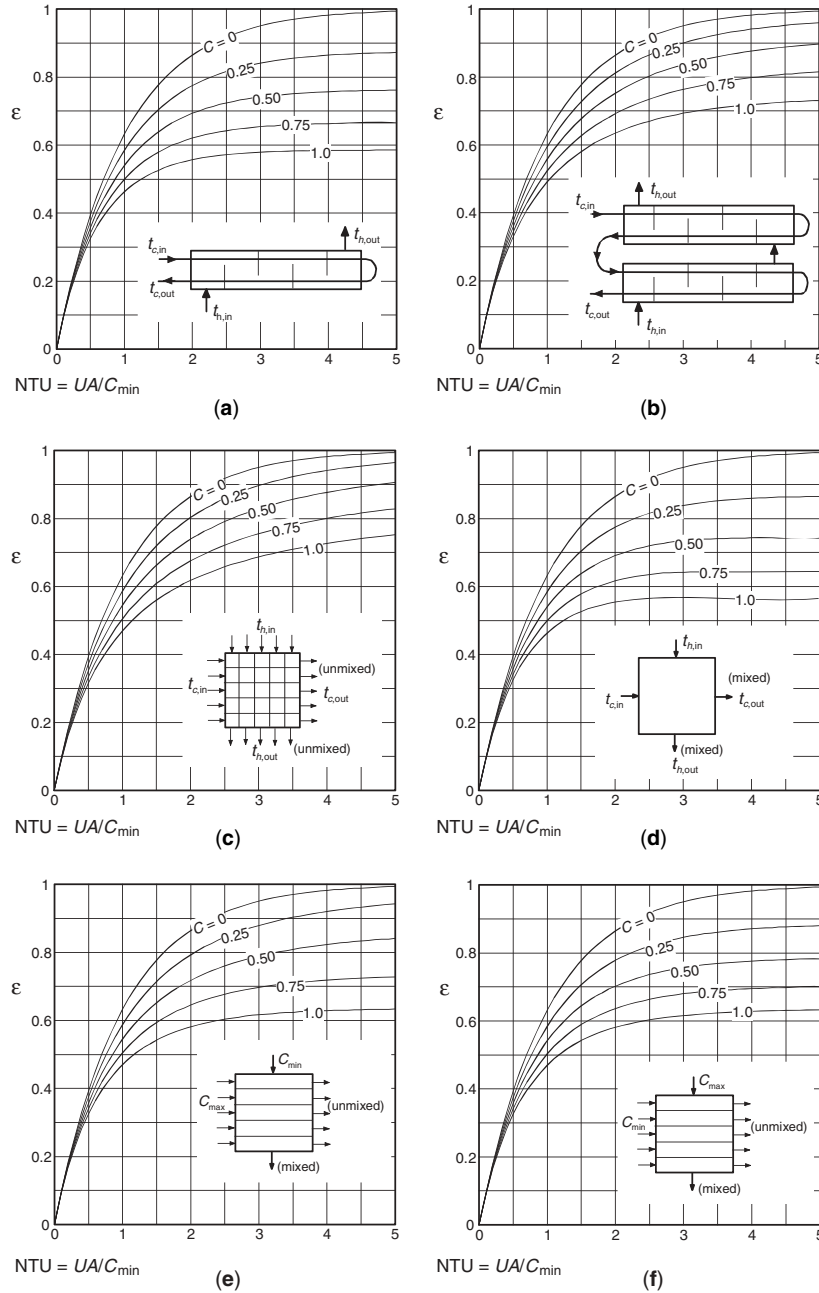 1
0.8
ε
0.6
0.4
0.2
0
C = 0
0.25
0.50
0.75
1.0
t_c,in
t_c,out
t_h,out
t_h,in
0 1 2 3 4 5
NTU = UA/C_min
(a)
1
0.8
ε
0.6
0.4
0.2
0
C = 0
0.25
0.50
0.75
1.0
t_h,out
t_c,in
t_c,out
t_h,in
0 1 2 3 4 5
NTU = UA/C_min
(b)
1
0.8
ε
0.6
0.4
0.2
0
C = 0
0.25
0.50
0.75
1.0
t_h,in
(unmixed)
t_c,in
t_c,out
t_h,out
(unmixed)
0 1 2 3 4 5
NTU = UA/C_min
(c)
1
0.8
ε
0.6
0.4
0.2
0
C = 0
0.25
0.50
0.75
1.0
t_h,in
(mixed)
t_c,in
t_c,out
(mixed)
t_h,out
0 1 2 3 4 5
NTU = UA/C_min
(d)
1
0.8
ε
0.6
0.4
0.2
0
C = 0
0.25
0.50
0.75
1.0
C_min
C_max
(unmixed)
(mixed)
0 1 2 3 4 5
NTU = UA/C_min
(e)
1
0.8
ε
0.6
0.4
0.2
0
C = 0
0.25
0.50
0.75
1.0
C_max
C_min
(unmixed)
(mixed)
0 1 2 3 4 5
NTU = UA/C_min
(f)